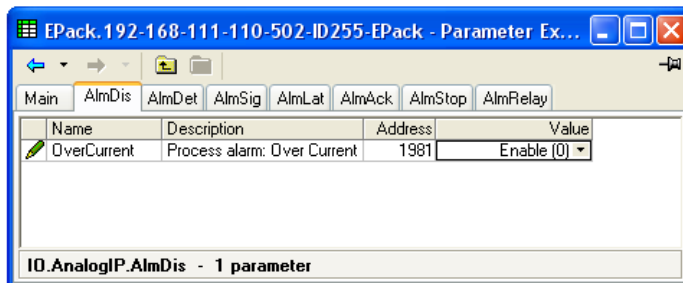 EPack.192-168-111-110-502-ID255-EPack - Parameter Ex...
Main AlmDis AlmDet AlmSig AlmLat AlmAck AlmStop AlmRelay
Name Description Address Value
OverCurrent Process alarm: Over Current 1981 Enable (0)
IO.AnalogIP.AlmDis - 1 parameter